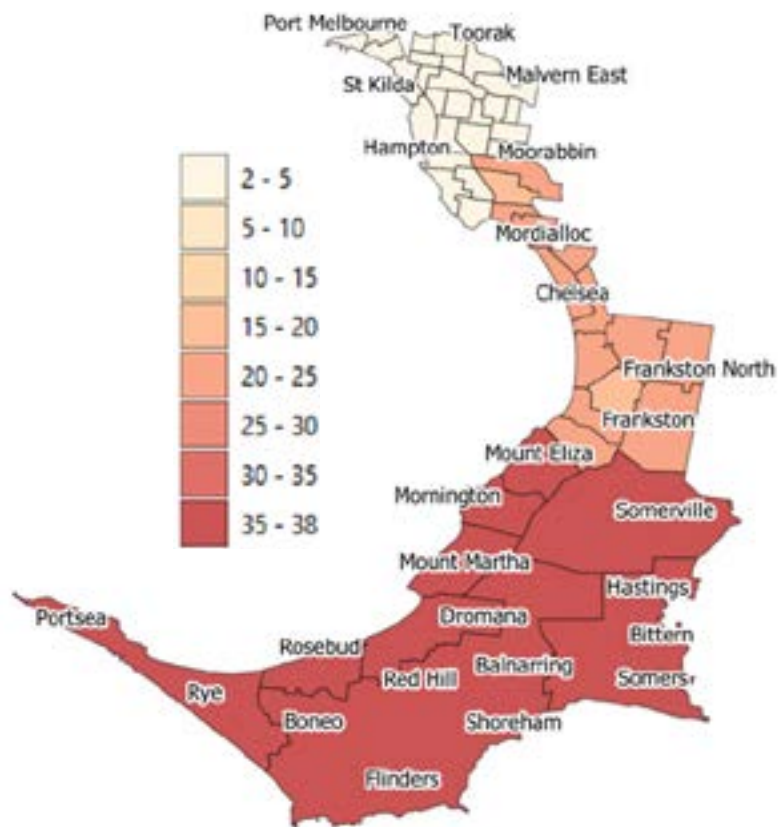 Port Melbourne
Toorak
Malvern East
St Kilda
Hampton
Moorabbin
2 - 5
5 - 10
10 - 15
15 - 20
20 - 25
25 - 30
30 - 35
35 - 38
Mordialloc
Chelsea
Frankston North
Frankston
Mount Eliza
Mornington
Somerville
Mount Martha
Hastings
Portsea
Dromana
Bittern
Rosebud
Balnarring
Rye
Red Hill
Somers
Boneo
Shoreham
Flinders